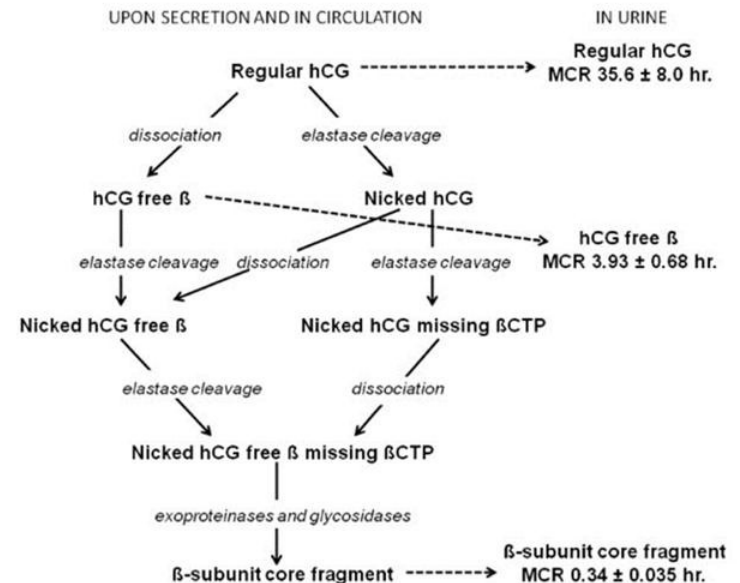 UPON SECRETION AND IN CIRCULATION
IN URINE
Regular hCG
Regular hCG
MCR 35.6 ± 8.0 hr.
dissociation
elastase cleavage
hCG free ß
Nicked hCG
hCG free ß
MCR 3.93 ± 0.68 hr.
elastase cleavage
dissociation
elastase cleavage
Nicked hCG free ß
Nicked hCG missing ßCTP
elastase cleavage
dissociation
Nicked hCG free ß missing ßCTP
exoproteinases and glycosidases
ß-subunit core fragment
ß-subunit core fragment
MCR 0.34 ± 0.035 hr.